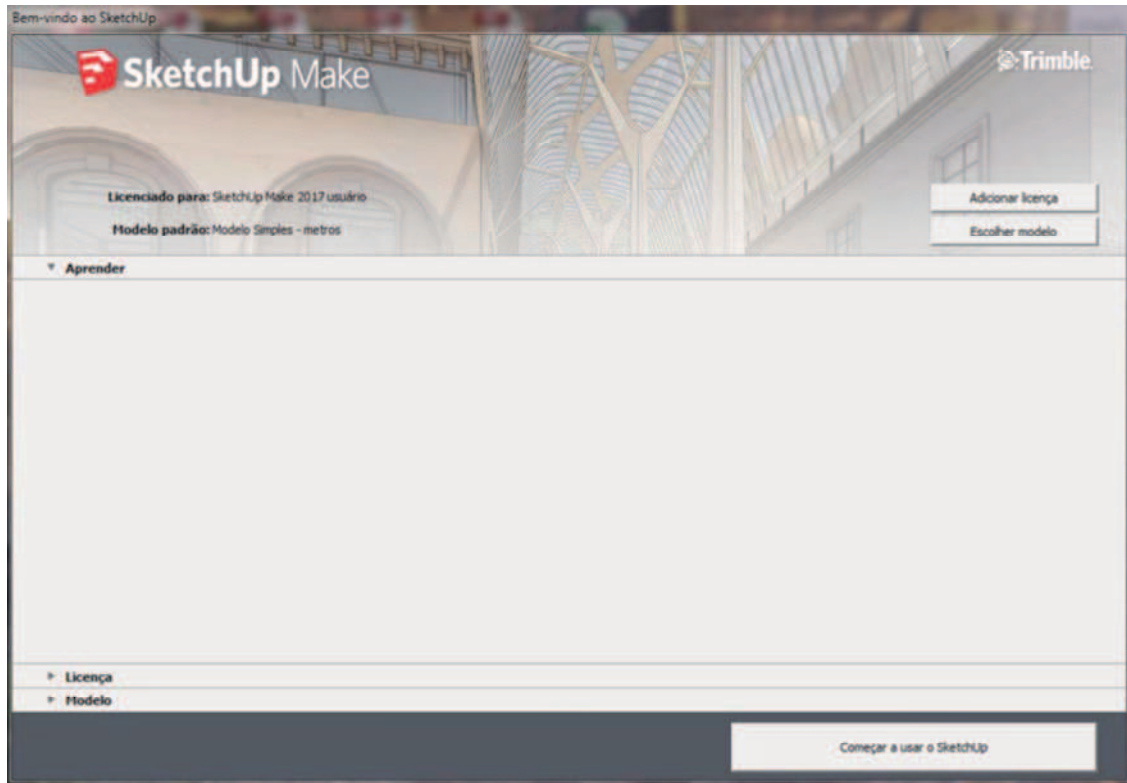 Bem-vindo ao SketchUp
SketchUp Make
Trimble.
Licenciado para: SketchUp Make 2017 usuário
Adicionar licença
Modelo padrão: Modelo Simples - metros
Escolher modelo
Aprender
Licença
Modelo
Começar a usar o SketchUp